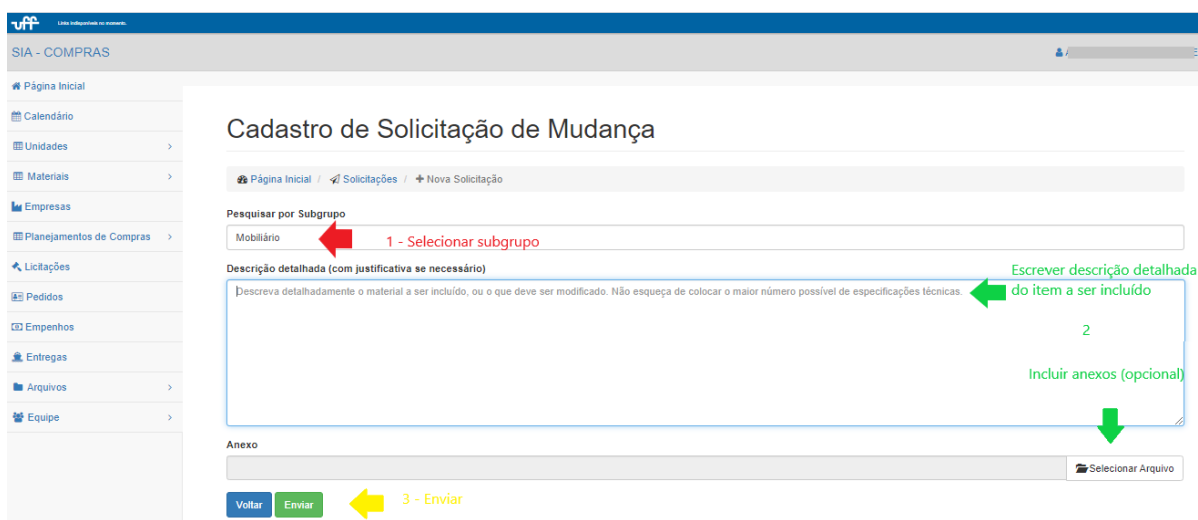 uff
Links indisponíveis no momento.
SIA - COMPRAS
Página Inicial
Calendário
Unidades
Materiais
Empresas
Planejamentos de Compras
Licitações
Pedidos
Empenhos
Entregas
Arquivos
Equipe
Cadastro de Solicitação de Mudança
Página Inicial / Solicitações / Nova Solicitação
Pesquisar por Subgrupo
Mobiliário
1 - Selecionar subgrupo
Descrição detalhada (com justificativa se necessário)
Descreva detalhadamente o material a ser incluído, ou o que deve ser modificado. Não esqueça de colocar o maior número possível de especificações técnicas.
Escrever descrição detalhada
do item a ser incluído
2
Incluir anexos (opcional)
Anexo
Selecionar Arquivo
Voltar
Enviar
3 - Enviar